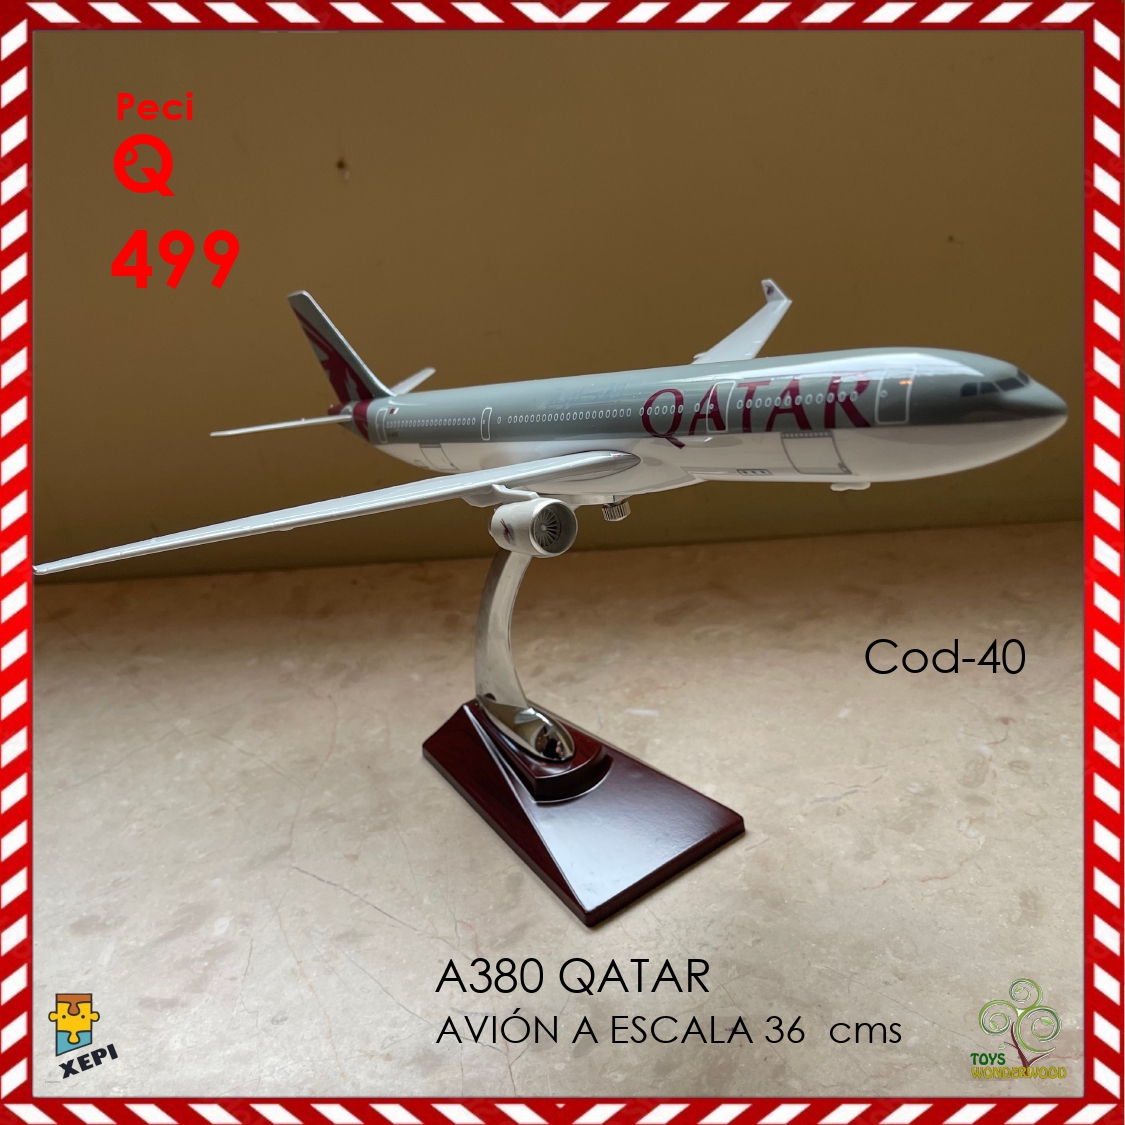 Peci
Q
499
QATAR
Cod-40
A380 QATAR
AVIÓN A ESCALA 36 cms
XEPI
TOYS
WONDERWOOD